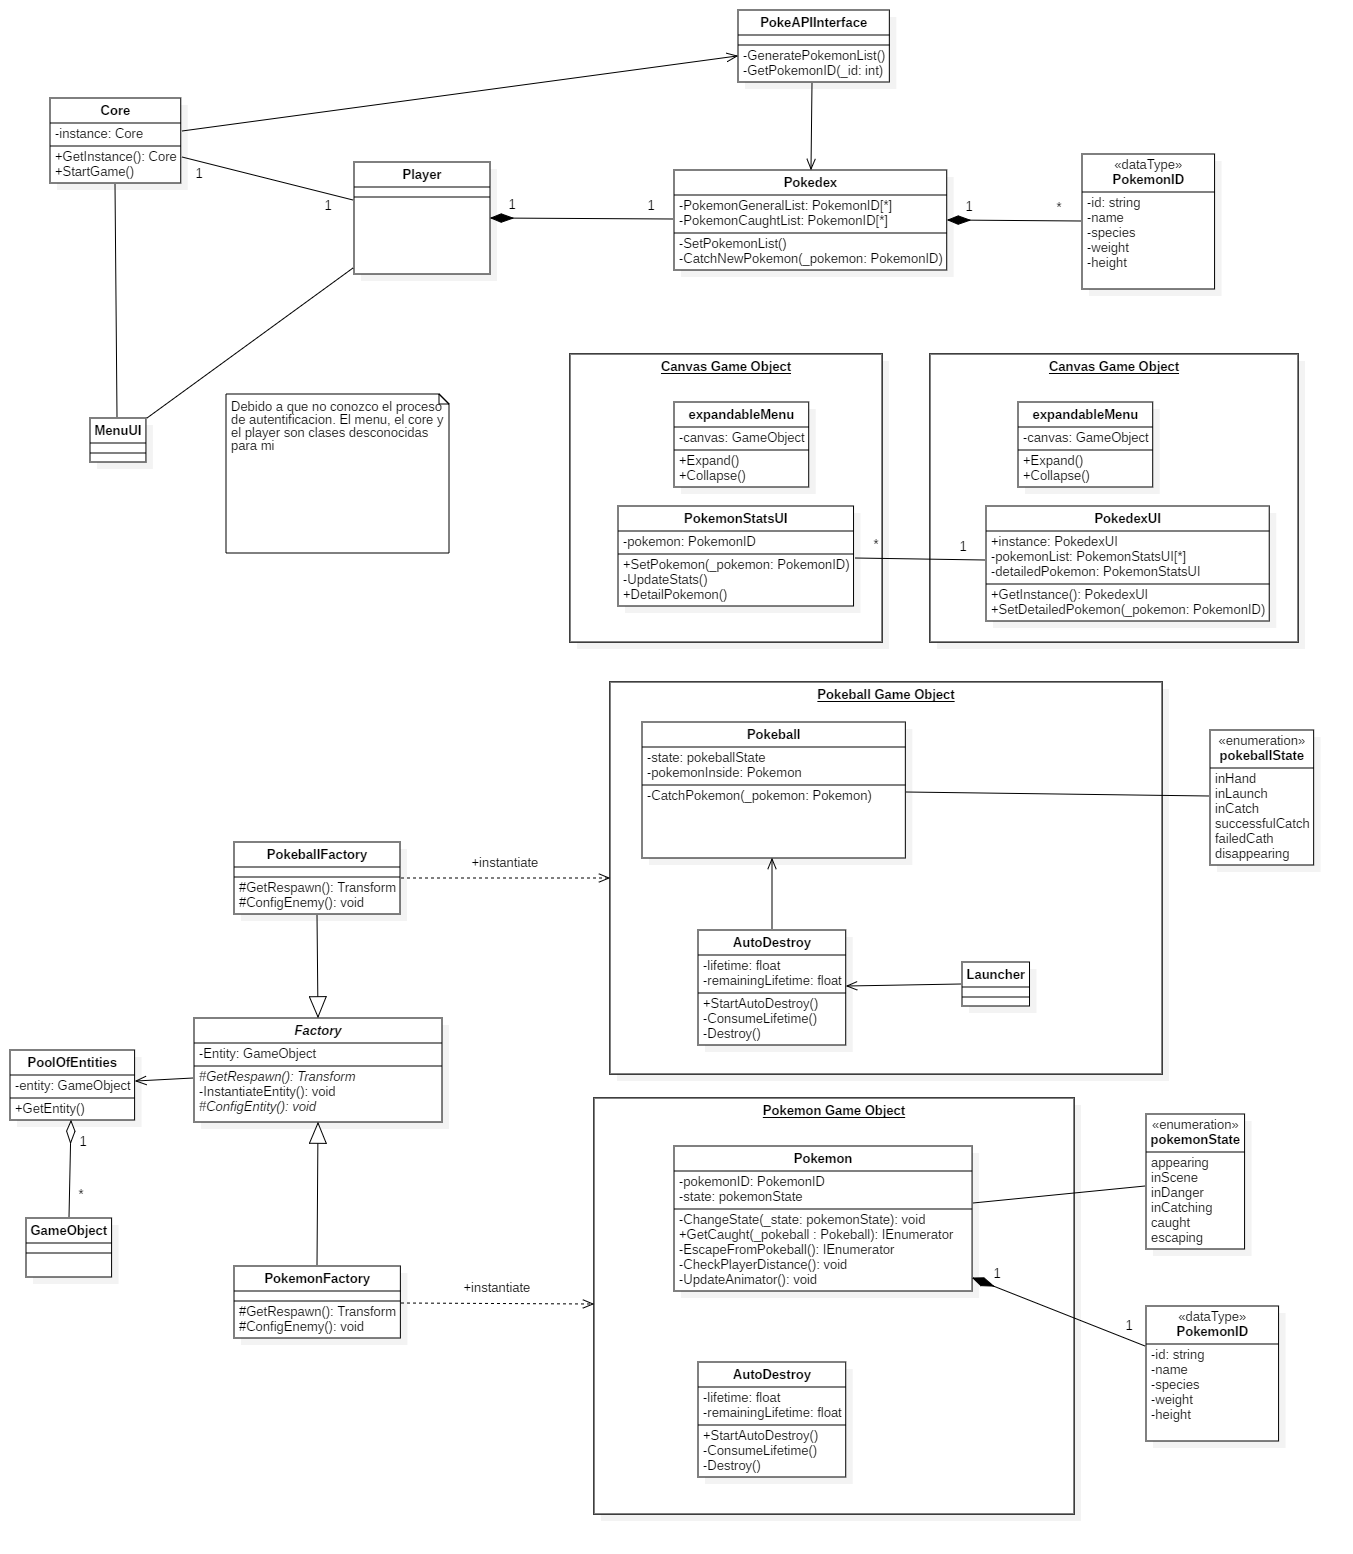 PokeAPIInterface
-GeneratePokemonList()
-GetPokemonID(_id: int)
Core
-instance: Core
+GetInstance(): Core
+StartGame()
1
1
Player
1
1
Pokedex
-PokemonGeneralList: PokemonID[*]
-PokemonCaughtList: PokemonID[*]
-SetPokemonList()
-CatchNewPokemon(_pokemon: PokemonID)
1
*
«dataType»
PokemonID
-id: string
-name
-species
-weight
-height
MenuUI
Debido a que no conozco el proceso
de autentificacion. El menu, el core y
el player son clases desconocidas
para mi
Canvas Game Object
expandableMenu
-canvas: GameObject
+Expand()
+Collapse()
PokemonStatsUI
-pokemon: PokemonID
+SetPokemon(_pokemon: PokemonID)
-UpdateStats()
+DetailPokemon()
*
1
Canvas Game Object
expandableMenu
-canvas: GameObject
+Expand()
+Collapse()
PokedexUI
+instance: PokedexUI
-pokemonList: PokemonStatsUI[*]
-detailedPokemon: PokemonStatsUI
+GetInstance(): PokedexUI
+SetDetailedPokemon(_pokemon: PokemonID)
Pokeball Game Object
Pokeball
-state: pokeballState
-pokemonInside: Pokemon
-CatchPokemon(_pokemon: Pokemon)
«enumeration»
pokeballState
inHand
inLaunch
inCatch
successfulCatch
failedCath
disappearing
PokeballFactory
#GetRespawn(): Transform
#ConfigEnemy(): void
+instantiate
AutoDestroy
-lifetime: float
-remainingLifetime: float
+StartAutoDestroy()
-ConsumeLifetime()
-Destroy()
Launcher
Factory
-Entity: GameObject
#GetRespawn(): Transform
-InstantiateEntity(): void
#ConfigEntity(): void
PoolOfEntities
-entity: GameObject
+GetEntity()
1
*
GameObject
PokemonFactory
#GetRespawn(): Transform
#ConfigEnemy(): void
+instantiate
Pokemon Game Object
Pokemon
-pokemonID: PokemonID
-state: pokemonState
-ChangeState(_state: pokemonState): void
+GetCaught(_pokeball : Pokeball): IEnumerator
-EscapeFromPokeball(): IEnumerator
-CheckPlayerDistance(): void
-UpdateAnimator(): void
«enumeration»
pokemonState
appearing
inScene
inDanger
inCatching
caught
escaping
1
1
«dataType»
PokemonID
-id: string
-name
-species
-weight
-height
AutoDestroy
-lifetime: float
-remainingLifetime: float
+StartAutoDestroy()
-ConsumeLifetime()
-Destroy()